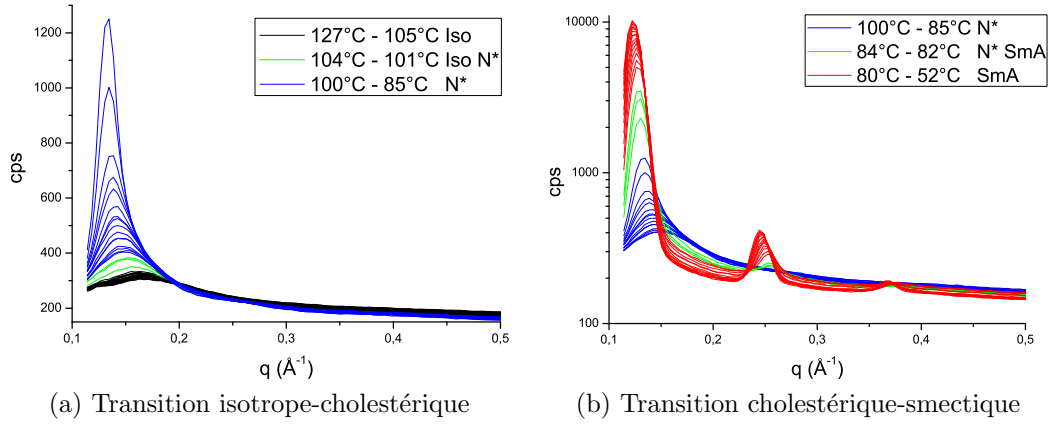 1200
1000
800
600
400
200
cps
127°C - 105°C Iso
104°C - 101°C Iso N*
100°C - 85°C N*
0,1 0,2 0,3 0,4 0,5
q (Å⁻¹)
(a) Transition isotrope-cholestérique
10000
1000
100
cps
100°C - 85°C N*
84°C - 82°C N* SmA
80°C - 52°C SmA
0,1 0,2 0,3 0,4 0,5
q (Å⁻¹)
(b) Transition cholestérique-smectique